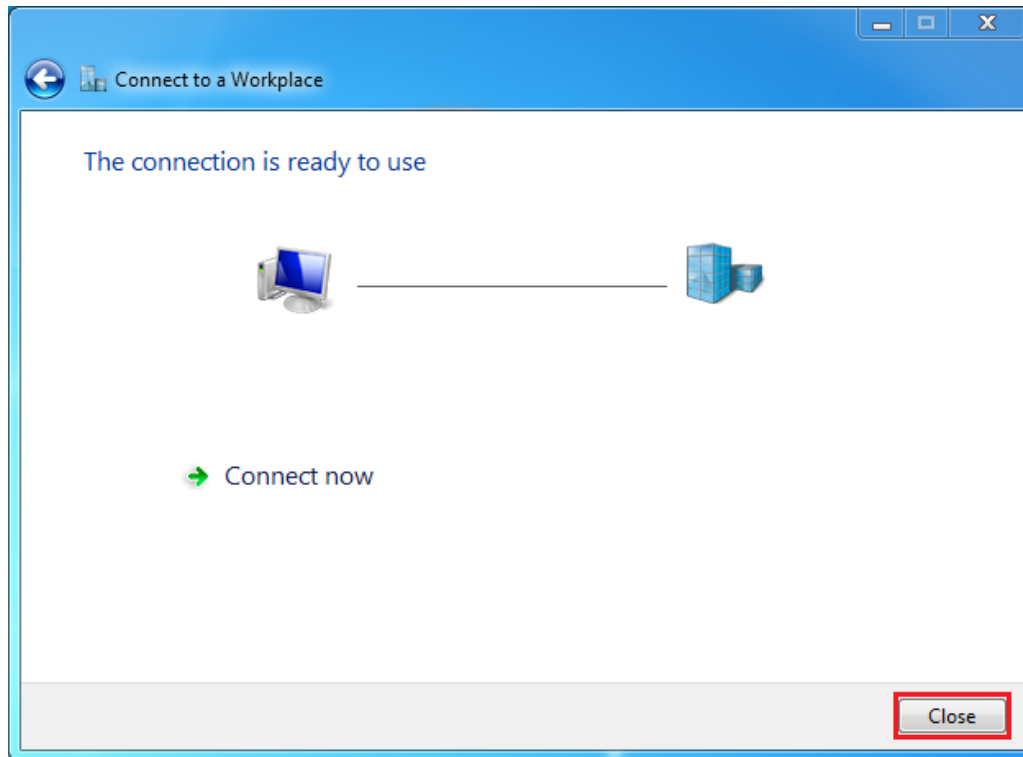 Connect to a Workplace
The connection is ready to use
Connect now
Close